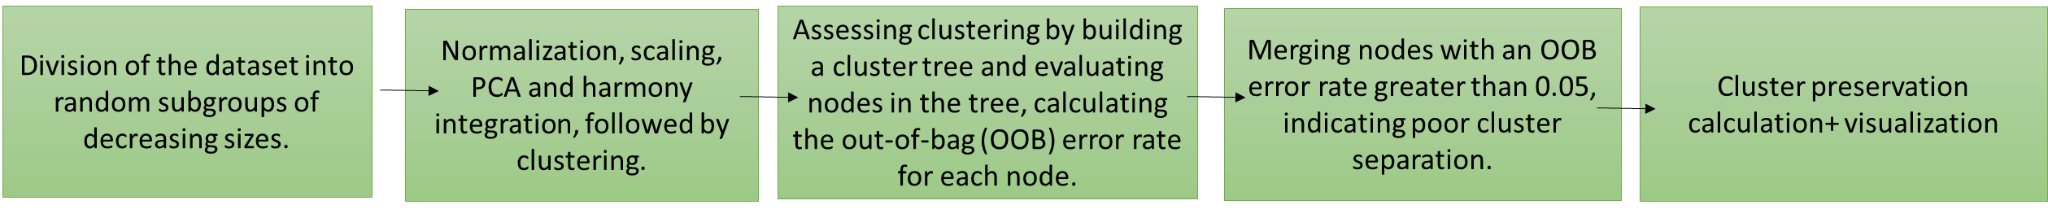 Division of the dataset into
random subgroups of
decreasing sizes.
Normalization, scaling,
PCA and harmony
integration, followed by
clustering.
Assessing clustering by building
a cluster tree and evaluating
nodes in the tree, calculating
the out-of-bag (OOB) error rate
for each node.
Merging nodes with an OOB
error rate greater than 0.05,
indicating poor cluster
separation.
Cluster preservation
calculation+ visualization